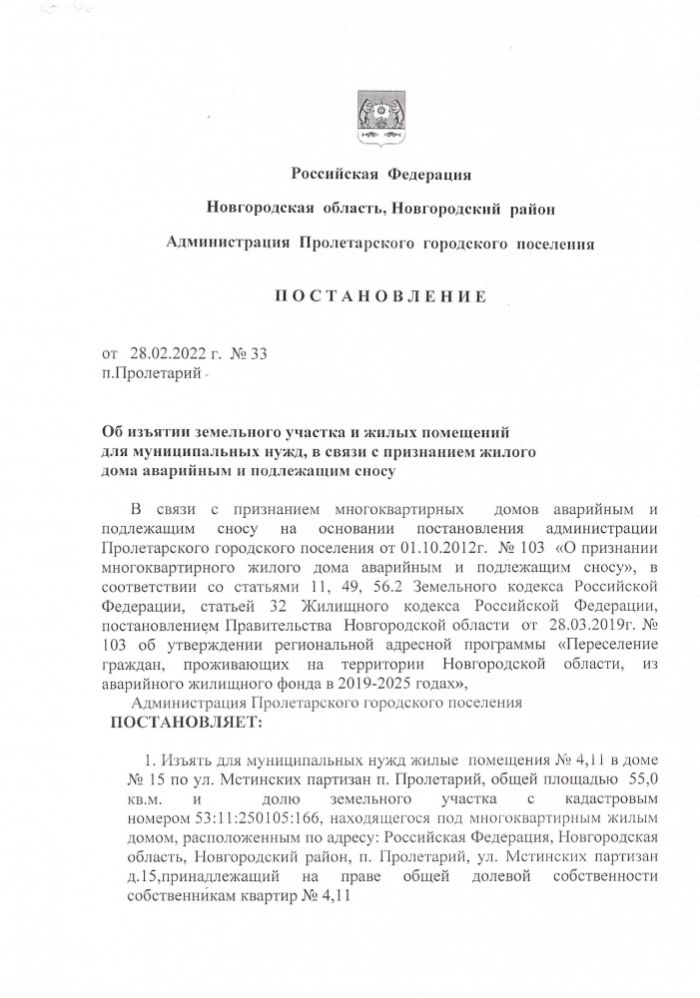 Российская Федерация
Новгородская область, Новгородский район
Администрация Пролетарского городского поселения
ПОСТАНОВЛЕНИЕ
от 28.02.2022 г. № 33
п.Пролетарий
Об изъятии земельного участка и жилых помещений
для муниципальных нужд, в связи с признанием жилого
дома аварийным и подлежащим сносу
В связи с признанием многоквартирных домов аварийным и
подлежащим сносу на основании постановления администрации
Пролетарского городского поселения от 01.10.2012г. № 103 «О признании
многоквартирного жилого дома аварийным и подлежащим сносу», в
соответствии со статьями 11, 49, 56.2 Земельного кодекса Российской
Федерации, статьей 32 Жилищного кодекса Российской Федерации,
постановлением Правительства Новгородской области от 28.03.2019г. №
103 об утверждении региональной адресной программы «Переселение
граждан, проживающих на территории Новгородской области, из
аварийного жилищного фонда в 2019-2025 годах»,
Администрация Пролетарского городского поселения
ПОСТАНОВЛЯЕТ:
1. Изъять для муниципальных нужд жилые помещения № 4,11 в доме
№ 15 по ул. Мстинских партизан п. Пролетарий, общей площадью 55,0
кв.м. и долю земельного участка с кадастровым
номером 53:11:250105:166, находящегося под многоквартирным жилым
домом, расположенным по адресу: Российская Федерация, Новгородская
область, Новгородский район, п. Пролетарий, ул. Мстинских партизан
д.15,принадлежащий на праве общей долевой собственности
собственникам квартир № 4,11